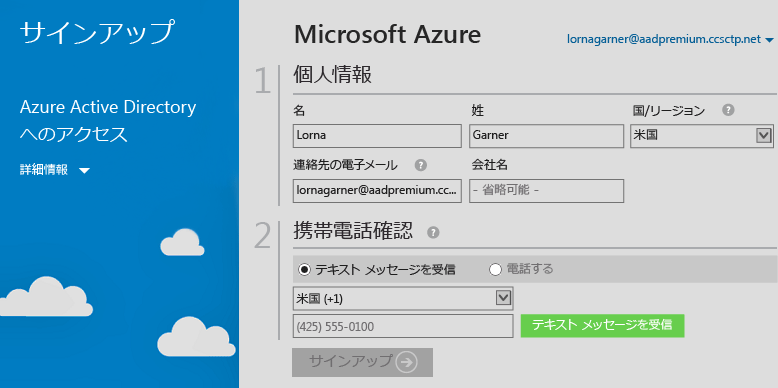 サインアップ
Azure Active Directory
へのアクセス
詳細情報
Microsoft Azure
lornagarner@aadpremium.ccsctp.net
1 個人情報
名 姓 国/リージョン ?
Lorna Garner 米国
連絡先の電子メール ? 会社名
lornagarner@aadpremium.cc... - 省略可能 -
2 携帯電話確認 ?
テキスト メッセージを受信 電話する
米国 (+1)
(425) 555-0100 テキスト メッセージを受信
サインアップ